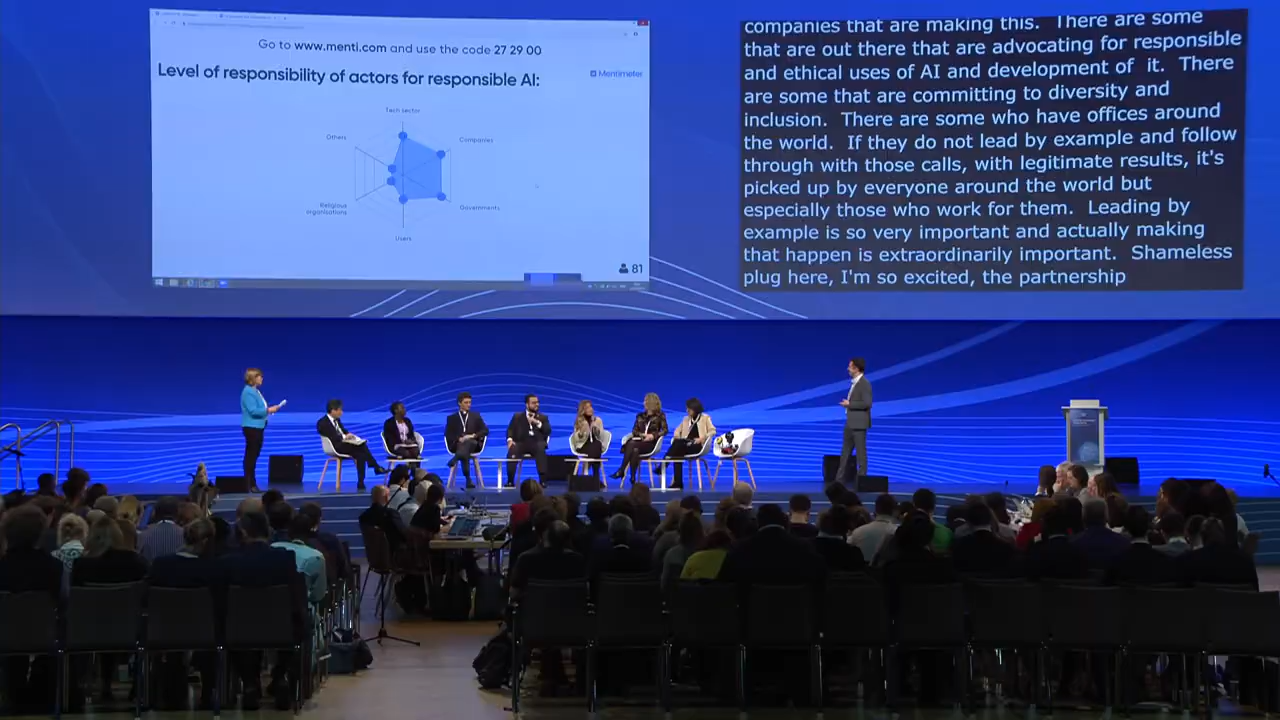 Go to www.menti.com and use the code 27 29 00
Level of responsibility of actors for responsible AI:
Mentimeter
Tech sector
Others
Companies
Religious
organisations
Governments
Users
81
companies that are making this. There are some
that are out there that are advocating for responsible
and ethical uses of AI and development of it. There
are some that are committing to diversity and
inclusion. There are some who have offices around
the world. If they do not lead by example and follow
through with those calls, with legitimate results, it's
picked up by everyone around the world but
especially those who work for them. Leading by
example is so very important and actually making
that happen is extraordinarily important. Shameless
plug here, I'm so excited, the partnership